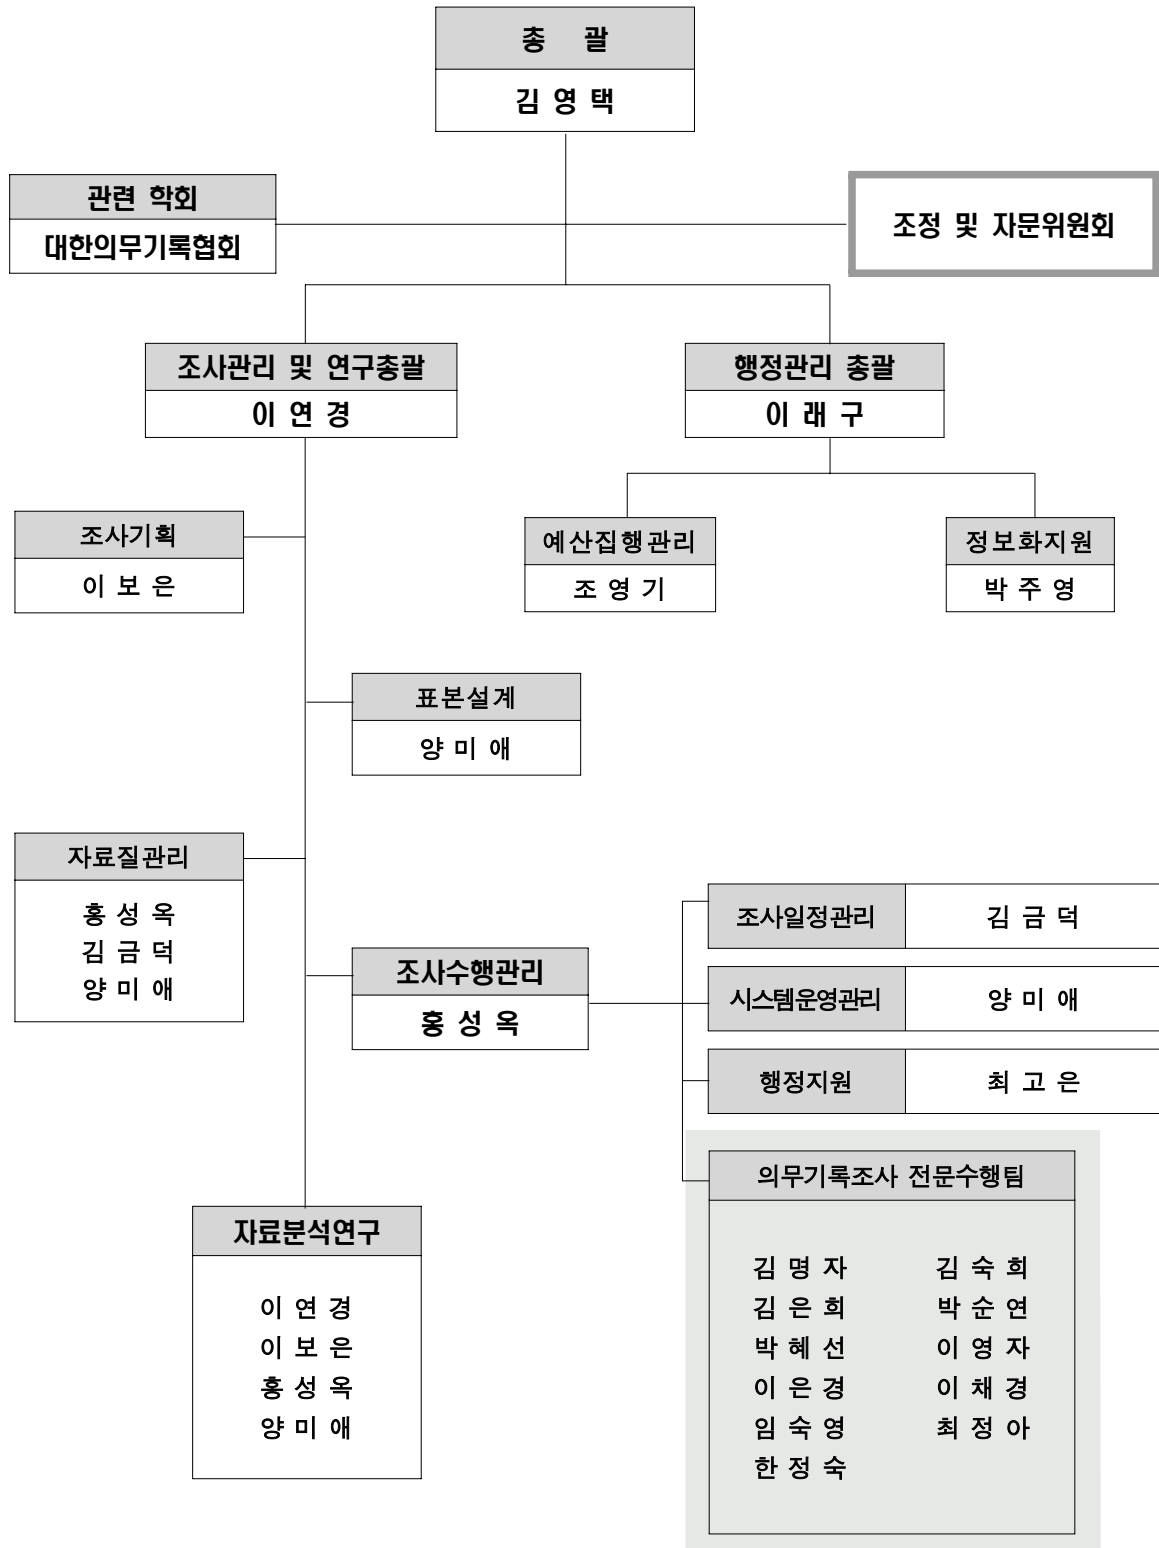 총 괄
김 영 택
관련 학회
대한의무기록협회
조정 및 자문위원회
조사관리 및 연구총괄
이 연 경
행정관리 총괄
이 래 구
조사기획
이 보 은
예산집행관리
조 영 기
정보화지원
박 주 영
표본설계
양 미 애
자료질관리
홍 성 옥
김 금 덕
양 미 애
조사수행관리
홍 성 옥
조사일정관리 김 금 덕
시스템운영관리 양 미 애
행정지원 최 고 은
의무기록조사 전문수행팀
김 명 자 김 숙 희
김 은 희 박 순 연
박 혜 선 이 영 자
이 은 경 이 채 경
임 숙 영 최 정 아
한 정 숙
자료분석연구
이 연 경
이 보 은
홍 성 옥
양 미 애